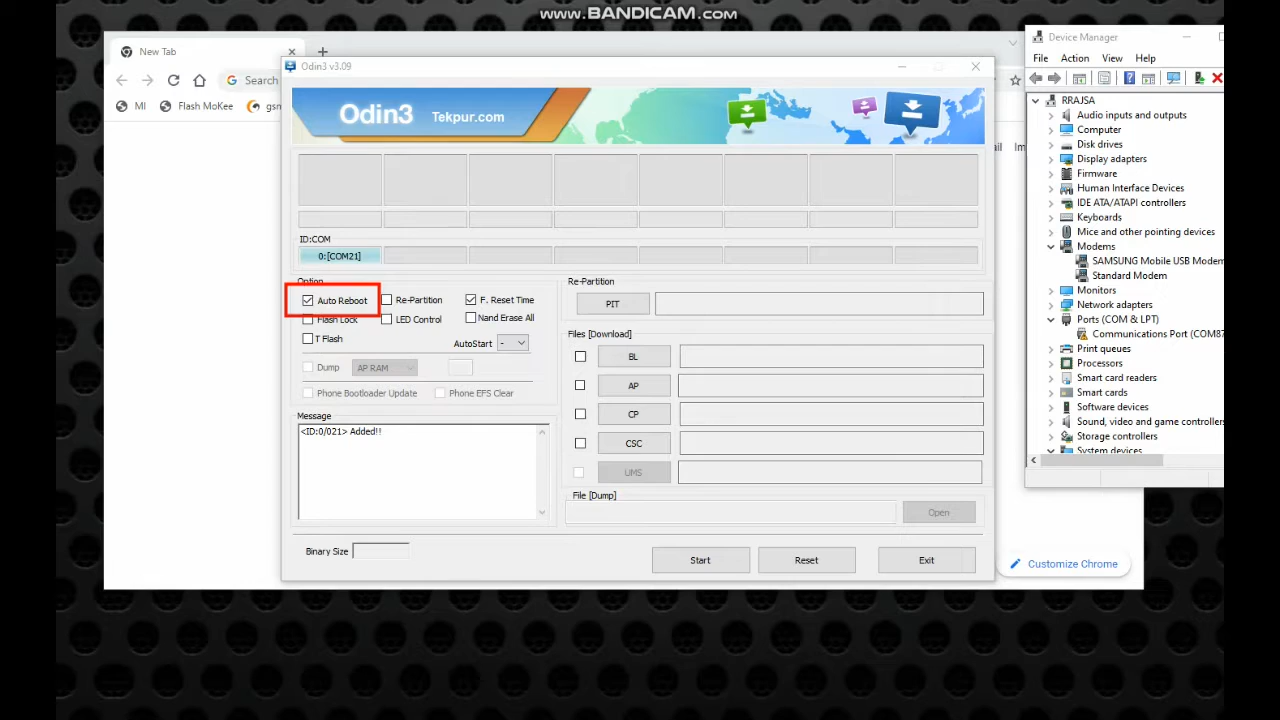 www.BANDICAM.com
New Tab
Search
MI
Flash MoKee
gsn
Odin3 v3.09
Odin3
Tekpur.com
ID:COM
0:[COM21]
Option
Auto Reboot
Re-Partition
F. Reset Time
Flash Lock
LED Control
Nand Erase All
T Flash
AutoStart
-
Dump
AP RAM
Phone Bootloader Update
Phone EFS Clear
Message
<ID:0/021> Added!!
Binary Size
Re-Partition
PIT
Files [Download]
BL
AP
CP
CSC
UMS
File [Dump]
Open
Start
Reset
Exit
ail
Im
Customize Chrome
Device Manager
File Action View Help
RRAJSA
Audio inputs and outputs
Computer
Disk drives
Display adapters
Firmware
Human Interface Devices
IDE ATA/ATAPI controllers
Keyboards
Mice and other pointing devices
Modems
SAMSUNG Mobile USB Modem
Standard Modem
Monitors
Network adapters
Ports (COM & LPT)
Communications Port (COM87
Print queues
Processors
Smart card readers
Smart cards
Software devices
Sound, video and game controllers
Storage controllers
System devices